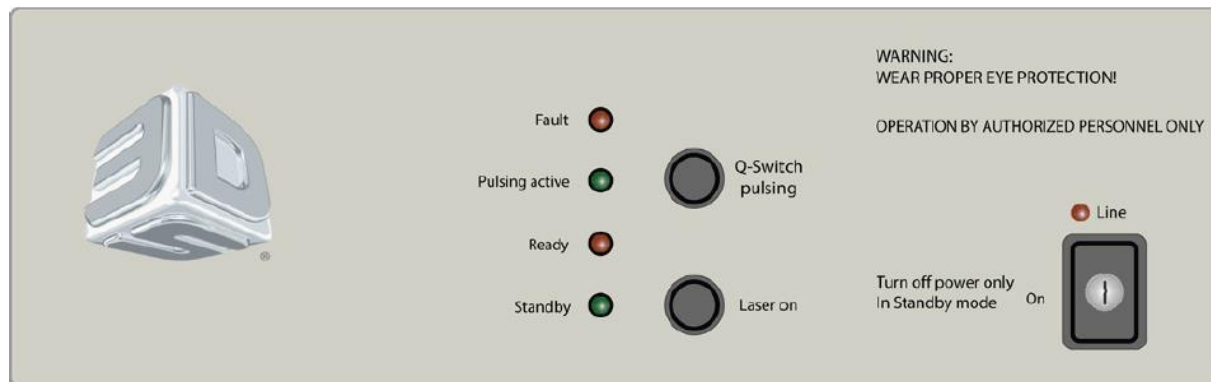 WARNING:
WEAR PROPER EYE PROTECTION!
OPERATION BY AUTHORIZED PERSONNEL ONLY
Fault
Pulsing active
Q-Switch
pulsing
Ready
Standby
Laser on
Line
Turn off power only
In Standby mode
On
®